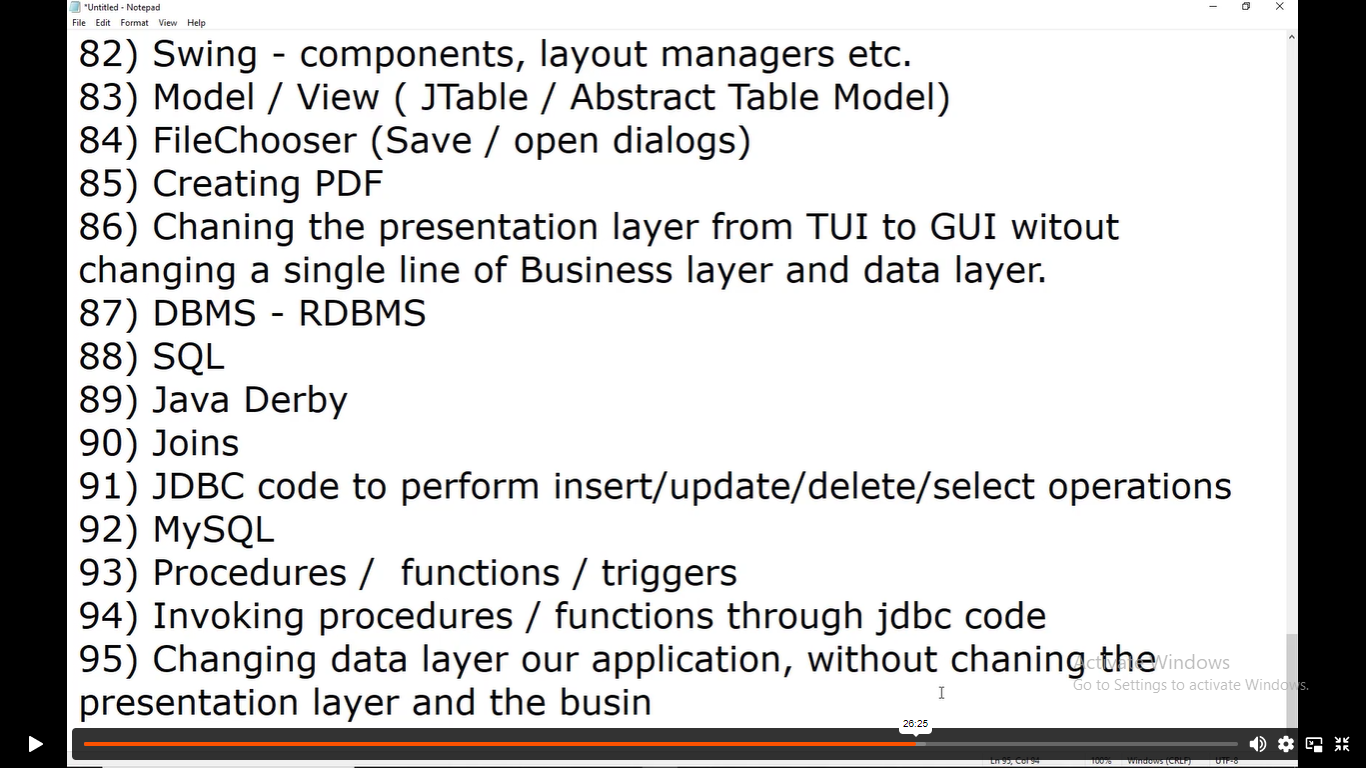 *Untitled - Notepad
File Edit Format View Help
82) Swing - components, layout managers etc.
83) Model / View ( JTable / Abstract Table Model)
84) FileChooser (Save / open dialogs)
85) Creating PDF
86) Chaning the presentation layer from TUI to GUI witout
changing a single line of Business layer and data layer.
87) DBMS - RDBMS
88) SQL
89) Java Derby
90) Joins
91) JDBC code to perform insert/update/delete/select operations
92) MySQL
93) Procedures /  functions / triggers
94) Invoking procedures / functions through jdbc code
95) Changing data layer our application, without chaning the
presentation layer and the busin
Activate Windows
Go to Settings to activate Windows.
26:25
Ln 95, Col 94 100% Windows (CRLF) UTF-8